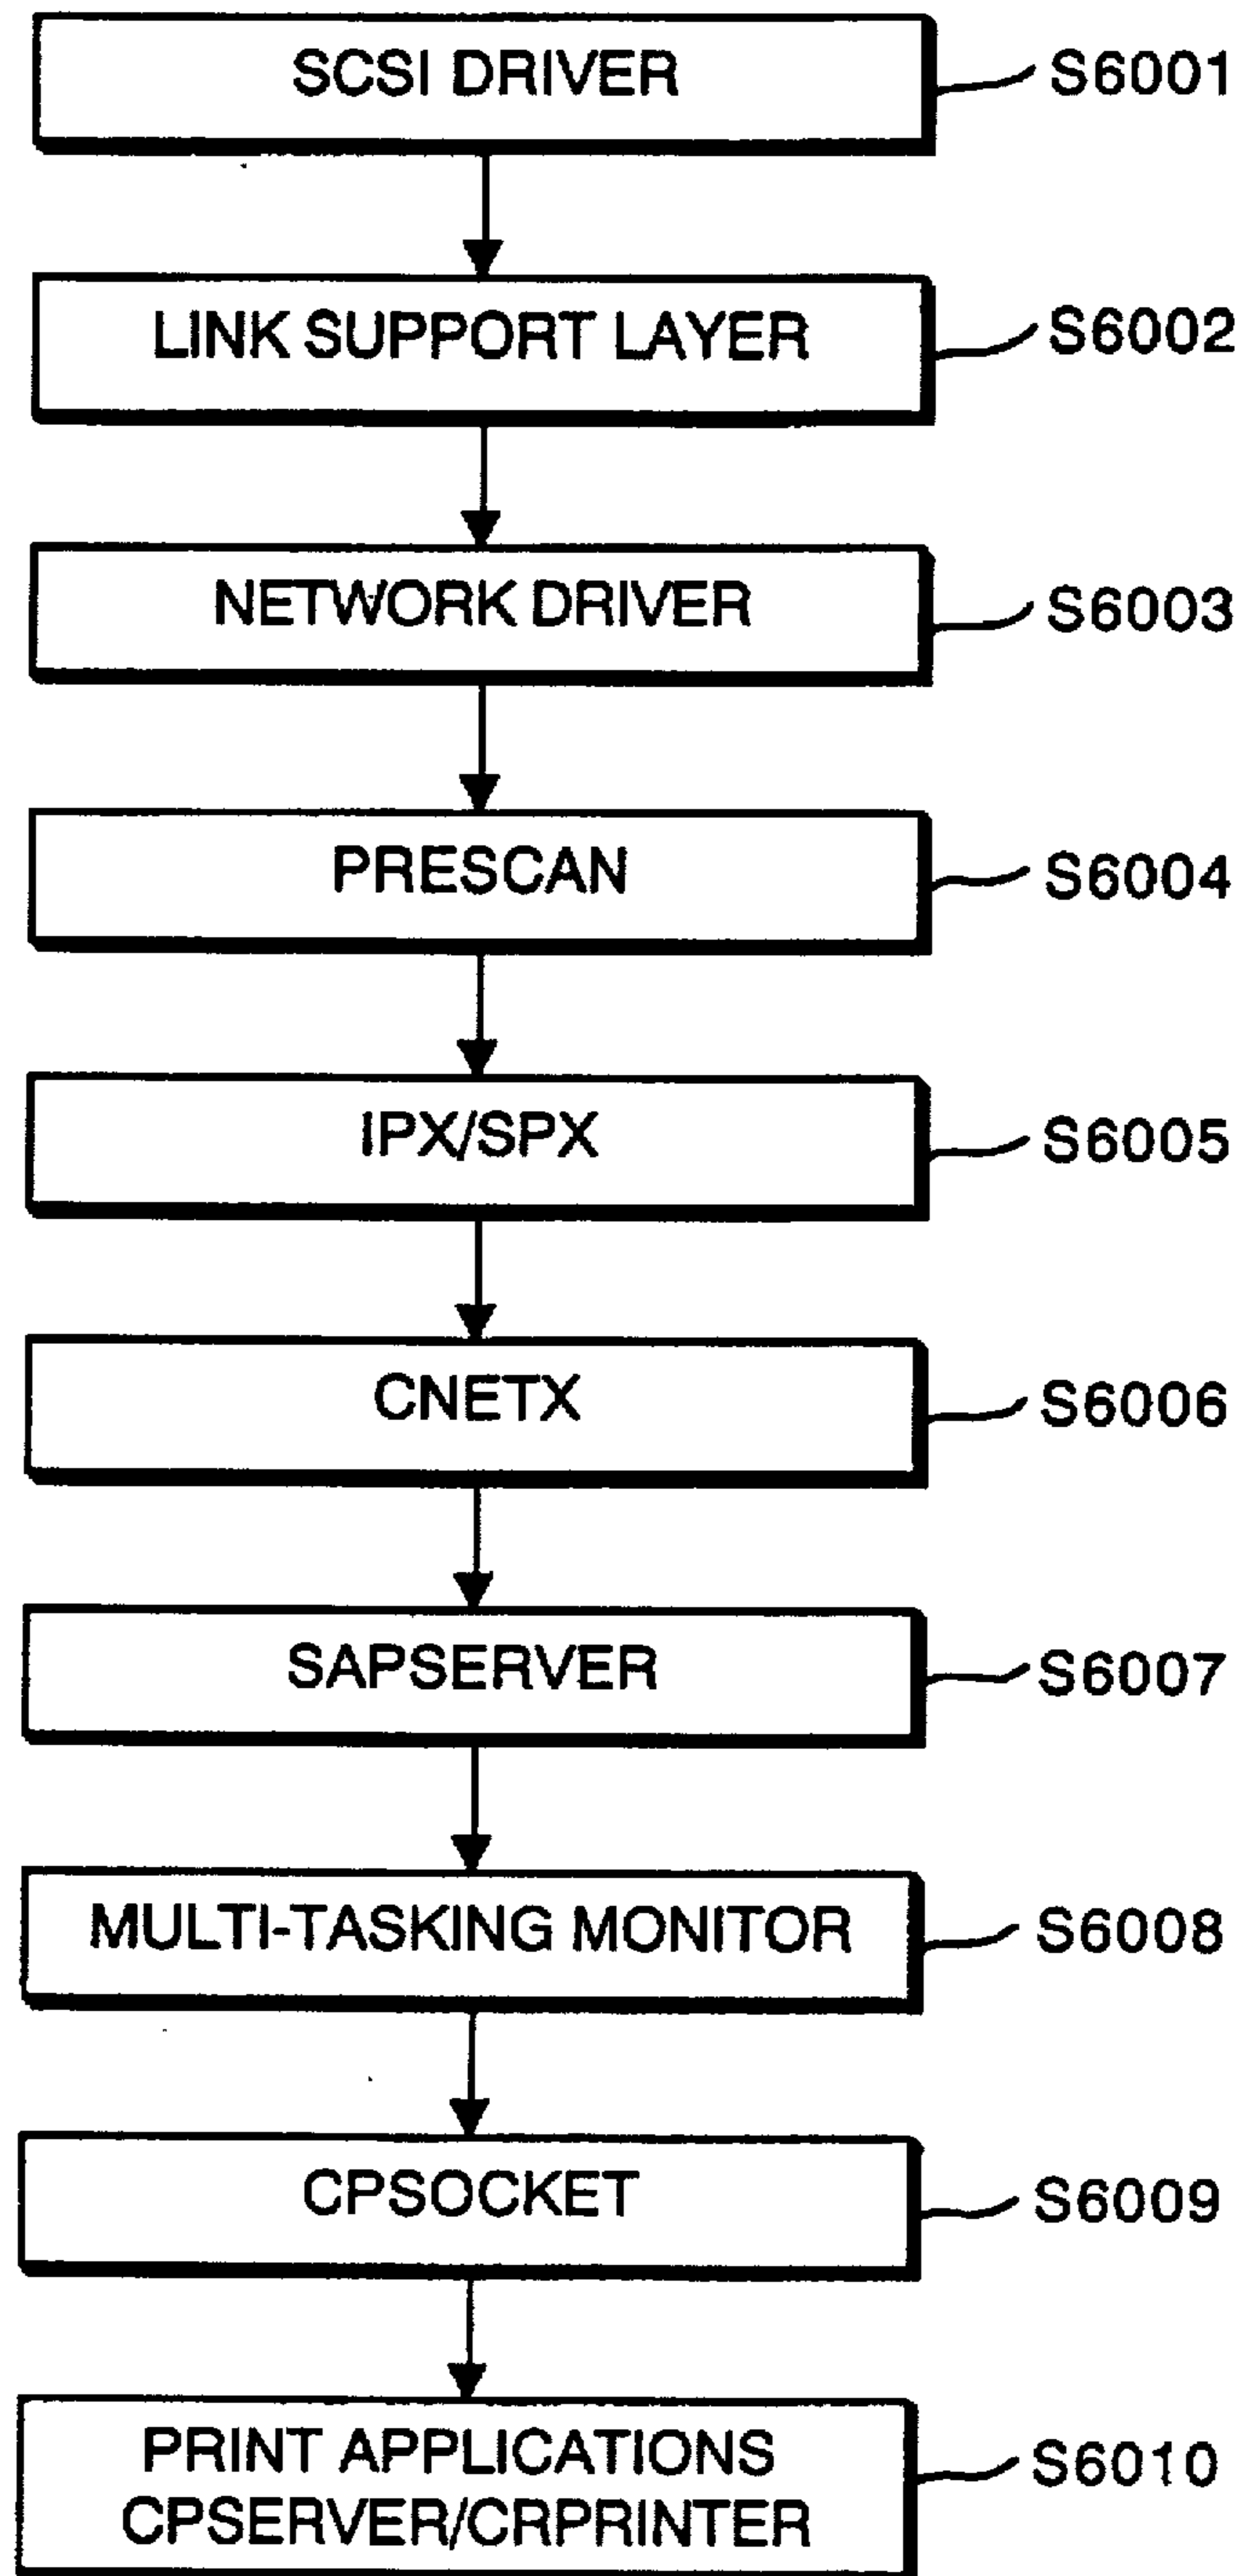 SCSI DRIVER
S6001
LINK SUPPORT LAYER
S6002
NETWORK DRIVER
S6003
PRESCAN
S6004
IPX/SPX
S6005
CNETX
S6006
SAPSERVER
S6007
MULTI-TASKING MONITOR
S6008
CPSOCKET
S6009
PRINT APPLICATIONS
CPSERVER/CRPRINTER
S6010